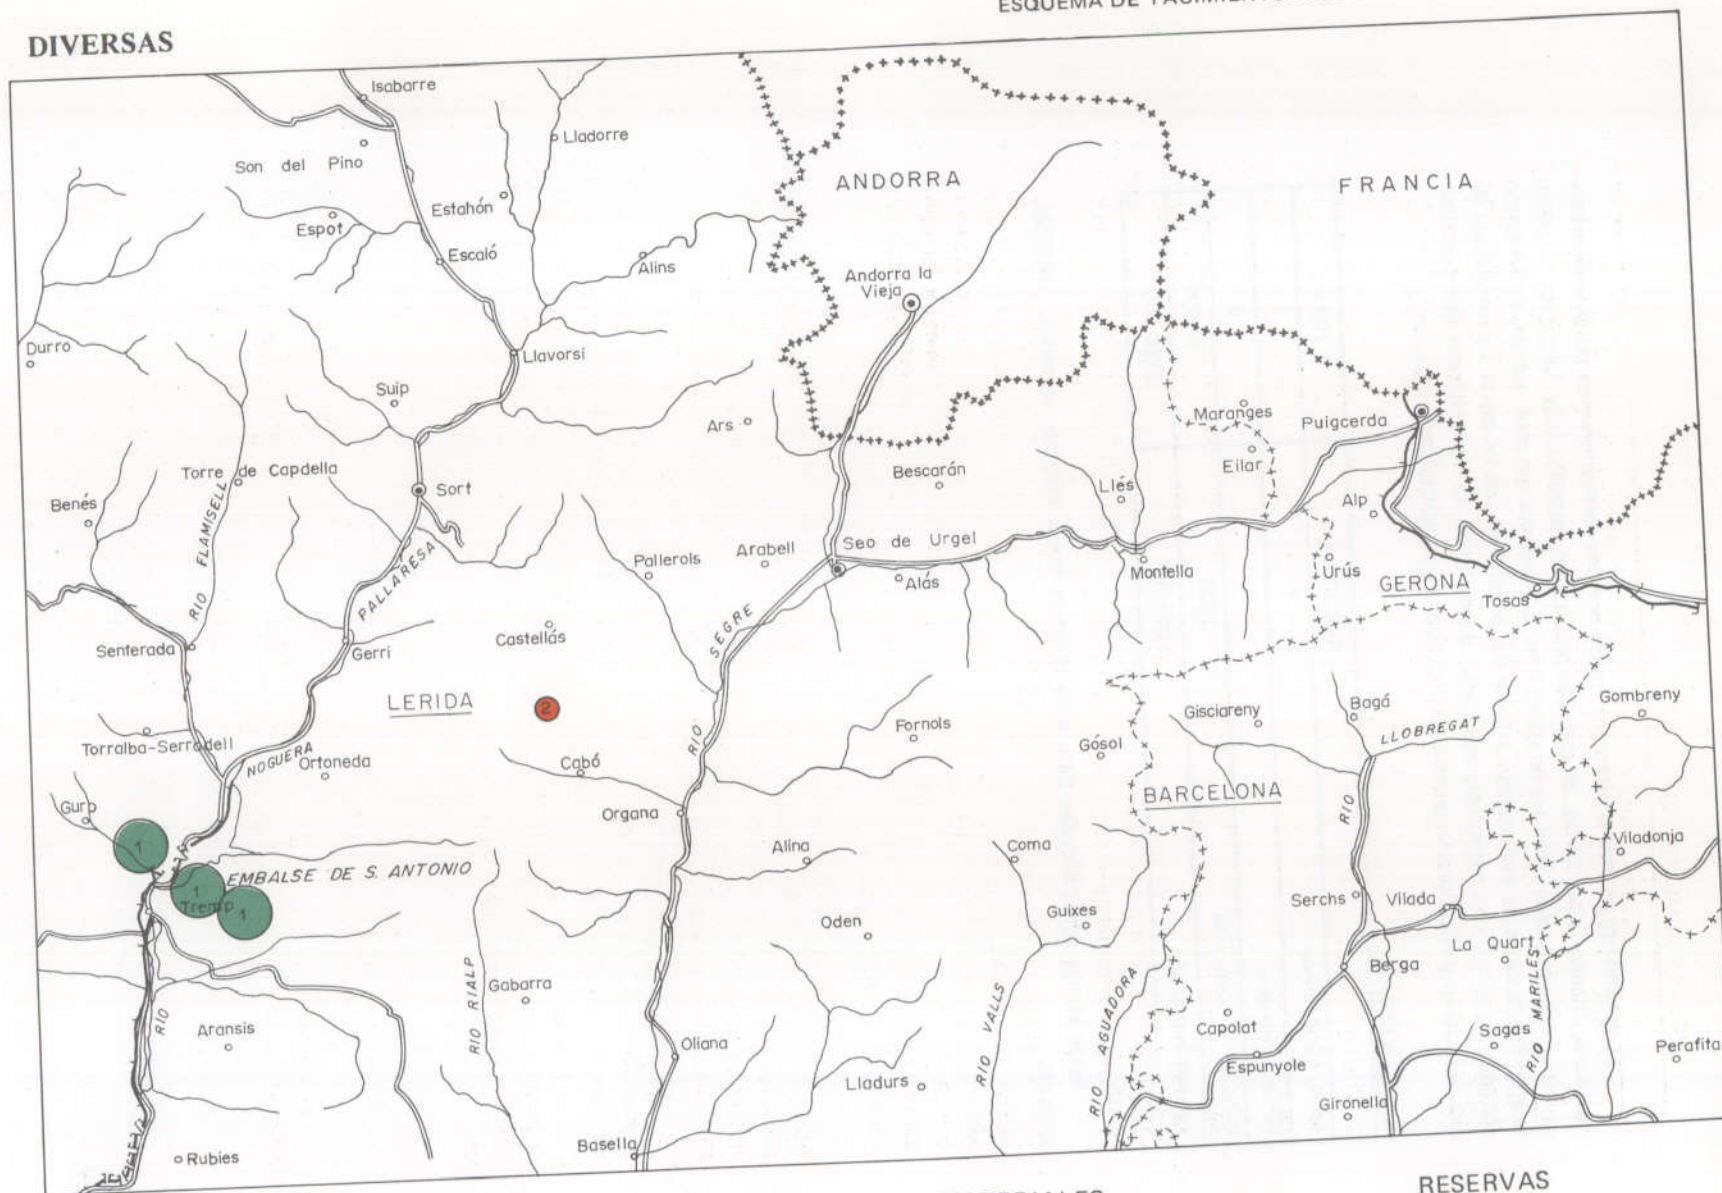 ESQUEMA DE
DIVERSAS
Isabarre
Lladorre
Son del Pino
Estahón
Espot
Escaló
Alins
ANDORRA
FRANCIA
Andorra la
Vieja
Durro
Llavorsi
Suip
Ars
Maranges
Puigcerda
Eilar
Torre de Capdella
Sort
Bescarán
Llés
Alp
Benés
RIO FLAMISELL
PALLARESA
Pallerols
Arabell
Seo de Urgel
Alás
Montella
Urús
GERONA
Tosas
Castellás
RIO SEGRE
Senterada
Gerri
LERIDA
2
Torralba-Serradell
NOGUERA
Ortoneda
Cabó
Fornols
Gósol
Gisciareny
Bagá
LLOBREGAT
Gombreny
BARCELONA
RIO
Gurp
Organa
1
Alina
Coma
Viladonja
EMBALSE DE S. ANTONIO
1
Tremp
1
Oden
Guixes
Serchs
Vilada
La Quart
Berga
RIO MARILES
Gabarra
RIO RIALP
RIO VALLS
RIO AGUADORA
RIO
Aransis
Oliana
Capolat
Sagas
Perafita
Espunyole
Lladurs
Gironella
Basella
Rubies
RESERVAS